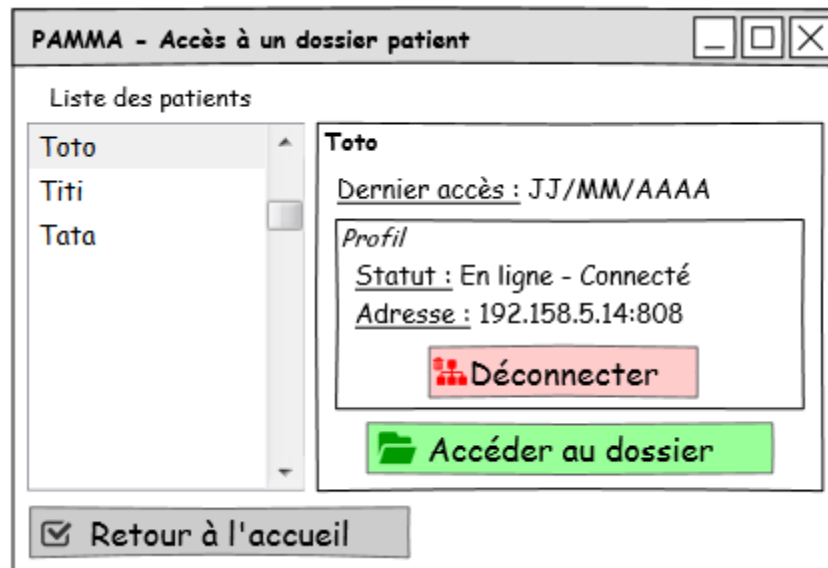 PAMMA - Accès à un dossier patient
Liste des patients
Toto
Titi
Tata
Toto
Dernier accès : JJ/MM/AAAA
Profil
Statut : En ligne - Connecté
Adresse : 192.158.5.14:808
Déconnecter
Accéder au dossier
Retour à l'accueil